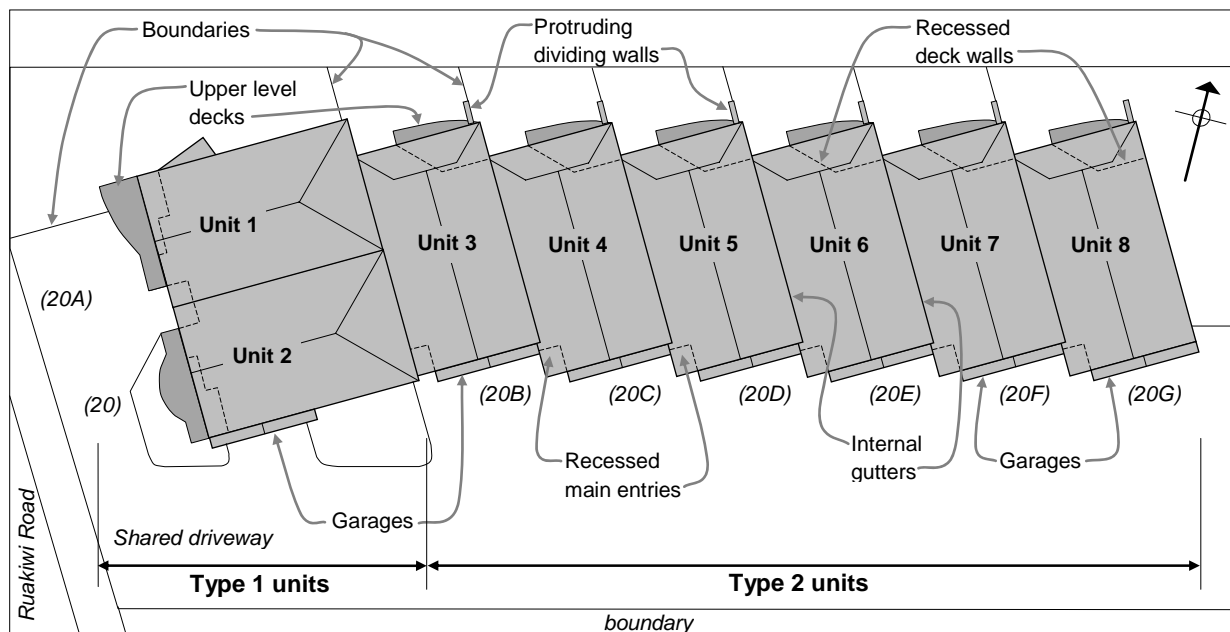 Boundaries
Protruding
dividing walls
Recessed
deck walls
Upper level
decks
Unit 1
Unit 2
Unit 3
Unit 4
Unit 5
Unit 6
Unit 7
Unit 8
(20A)
(20)
(20B)
(20C)
(20D)
(20E)
(20F)
(20G)
Recessed
main entries
Internal
gutters
Garages
Garages
Shared driveway
Ruakiwi Road
Type 1 units
Type 2 units
boundary